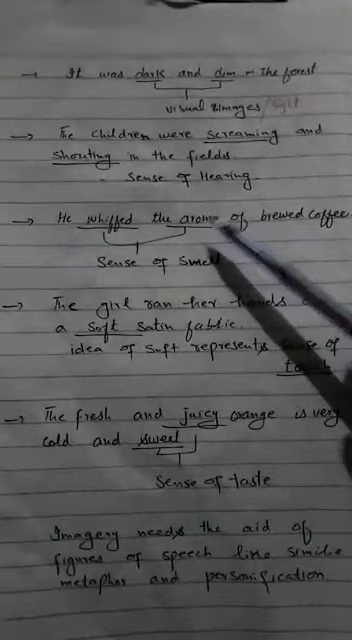 → It was dark and dim in the forest
visual images/
→ The children were screaming and
shouting in the fields.
- Sense of Hearing
→ He whiffed the aroma of brewed coffee.
Sense of smell
→ The girl ran her hands
a soft satin fabric.
idea of soft represents sense of
touch
→ The fresh and juicy orange is very
cold and sweet
Sense of taste
Imagery needs the aid of
figures of speech like simile
metaphor and personification